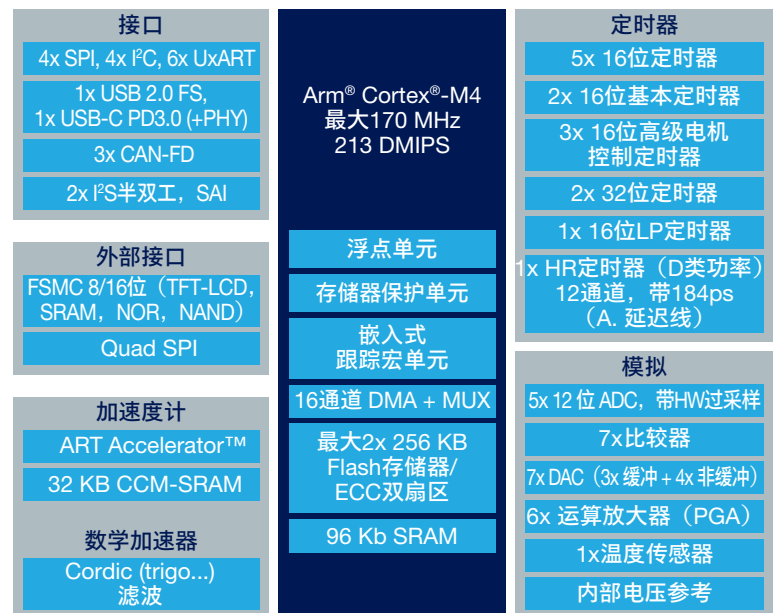 接口
4x SPI, 4x I²C, 6x UxART
1x USB 2.0 FS,
1x USB-C PD3.0 (+PHY)
3x CAN-FD
2x I²S半双工，SAI
外部接口
FSMC 8/16位（TFT-LCD，
SRAM，NOR，NAND）
Quad SPI
加速度计
ART Accelerator™
32 KB CCM-SRAM
数学加速器
Cordic (trigo...)
滤波
Arm® Cortex®-M4
最大170 MHz
213 DMIPS
浮点单元
存储器保护单元
嵌入式
跟踪宏单元
16通道 DMA + MUX
最大2x 256 KB
Flash存储器/
ECC双扇区
96 Kb SRAM
定时器
5x 16位定时器
2x 16位基本定时器
3x 16位高级电机
控制定时器
2x 32位定时器
1x 16位LP定时器
1x HR定时器（D类功率）
12通道，带184ps
（A. 延迟线）
模拟
5x 12 位 ADC，带HW过采样
7x比较器
7x DAC（3x 缓冲 + 4x 非缓冲）
6x 运算放大器（PGA）
1x温度传感器
内部电压参考